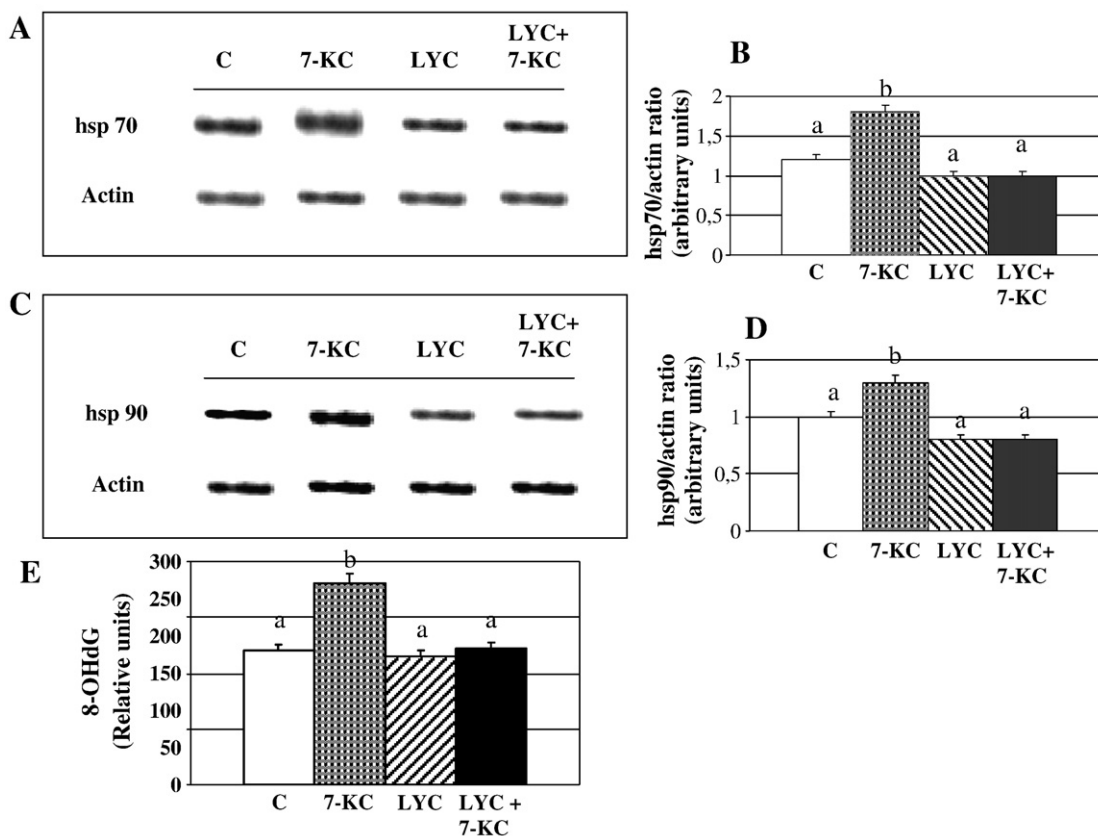 A
C 7-KC LYC LYC+
7-KC
hsp 70
Actin
B
hsp70/actin ratio
(arbitrary units)
2
1,5
1
0,5
0
a
b
a
a
C 7-KC LYC LYC+
7-KC
C
C 7-KC LYC LYC+
7-KC
hsp 90
Actin
D
hsp90/actin ratio
(arbitrary units)
1,5
1
0,5
0
a
b
a
a
C 7-KC LYC LYC+
7-KC
E
8-OHdG
(Relative units)
300
250
200
150
100
50
0
a
b
a
a
C 7-KC LYC LYC +
7-KC